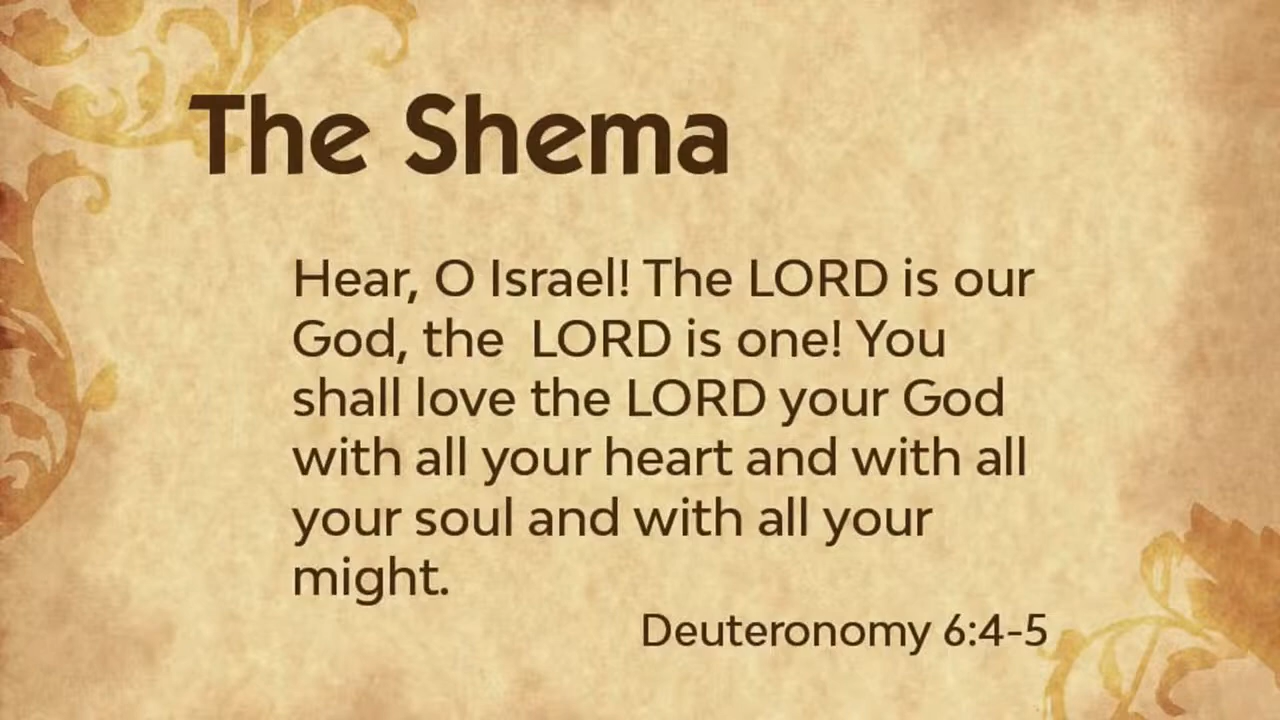 The Shema
Hear, O Israel! The LORD is our
God, the  LORD is one! You
shall love the LORD your God
with all your heart and with all
your soul and with all your
might.
Deuteronomy 6:4-5